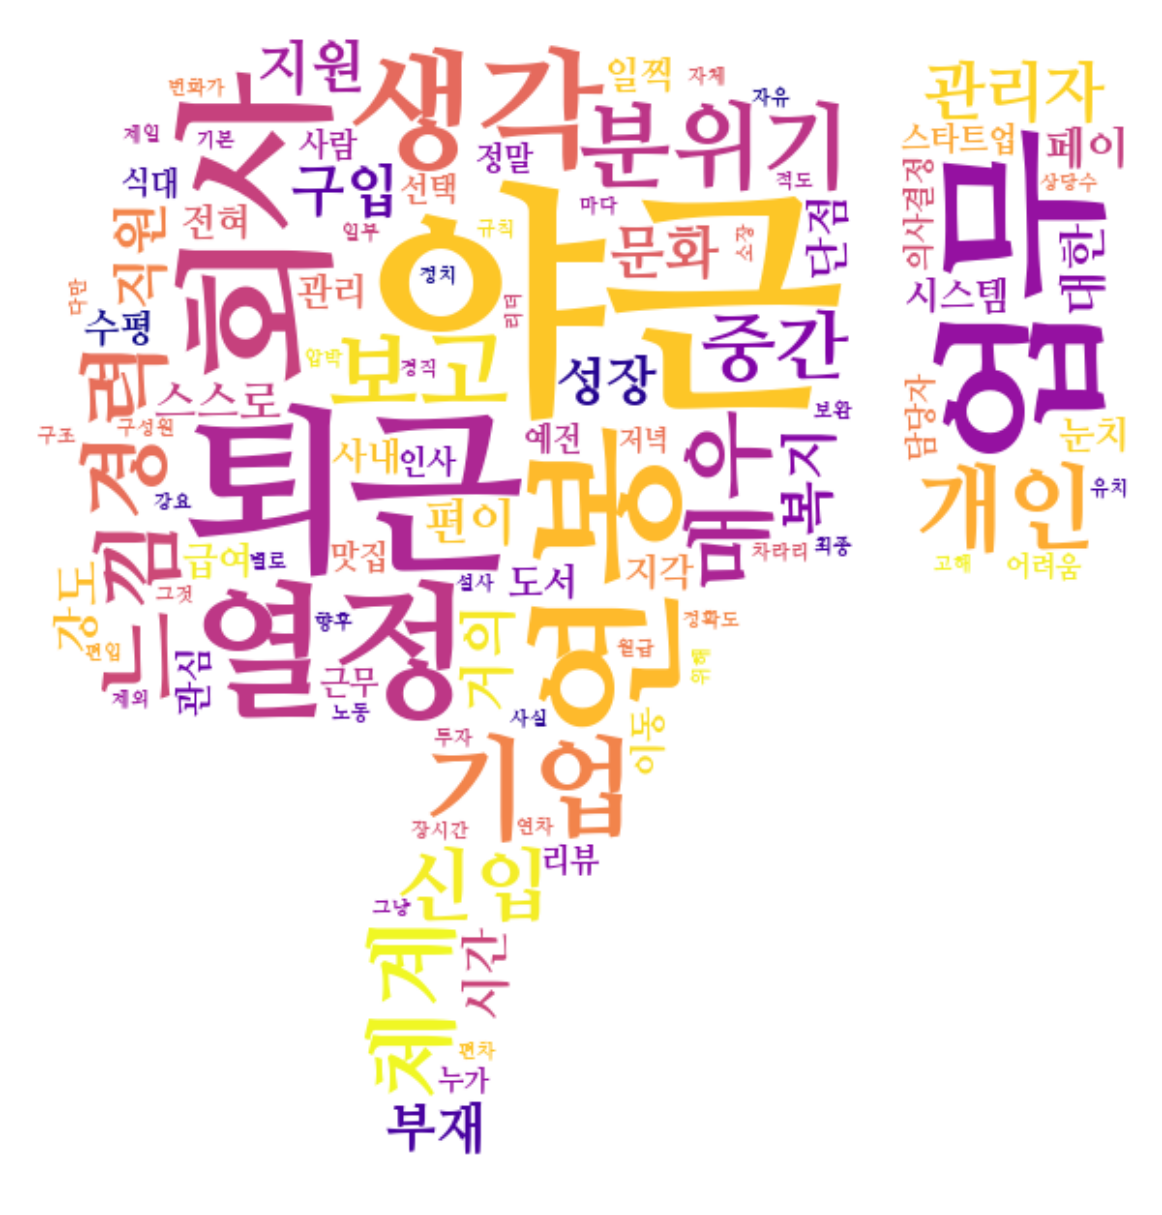 지원
생각
일찍
자체
번화가
회사
관리자
자유
분위기
스타트업
업무
페이
제일
기본
사람
정말
상당수
의사결정
식대
구입
선택
적도
야근
마다
단점
직원
전혀
일부
규칙
문화
소장
대한
정치
관리
시스템
다만
리더
수평
중간
보고
압박
경직
성장
경력
스스로
담당자
보완
구조
구성원
퇴근
매우
예전
저녁
눈치
사내
인사
연봉
복지
개인
유치
강요
편이
느낌
급여
별로
맛집
지각
차라리
최종
고해
어려움
강도
그것
설사
도서
열정
향후
거의
정확도
편입
월급
위해
관심
근무
제외
노동
사실
이동
투자
기업
장시간
연차
신입
리뷰
그냥
체계
시간
편차
누가
부재